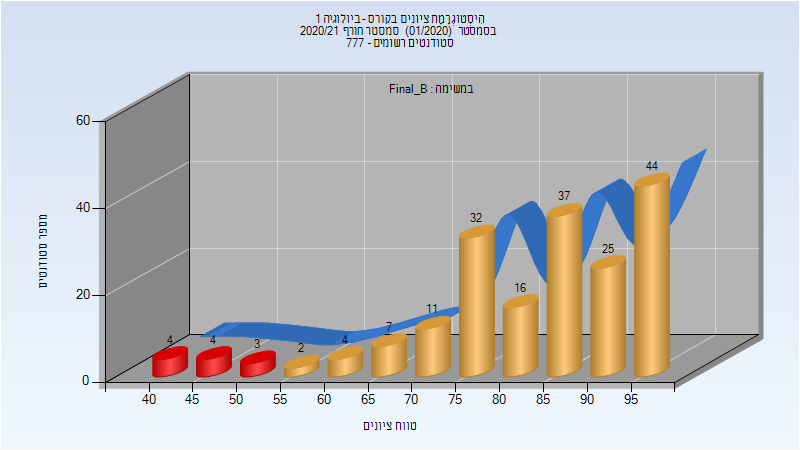 היסטוגרמת ציונים בקורס - ביולוגיה 1
בסמסטר (01/2020) סמסטר חורף 2020/21
סטודנטים רשומים - 777
במשימה : Final_B
מספר סטודנטים
60
40
20
0
4
4
3
2
4
7
11
32
16
37
25
44
40 45 50 55 60 65 70 75 80 85 90 95
טווח ציונים